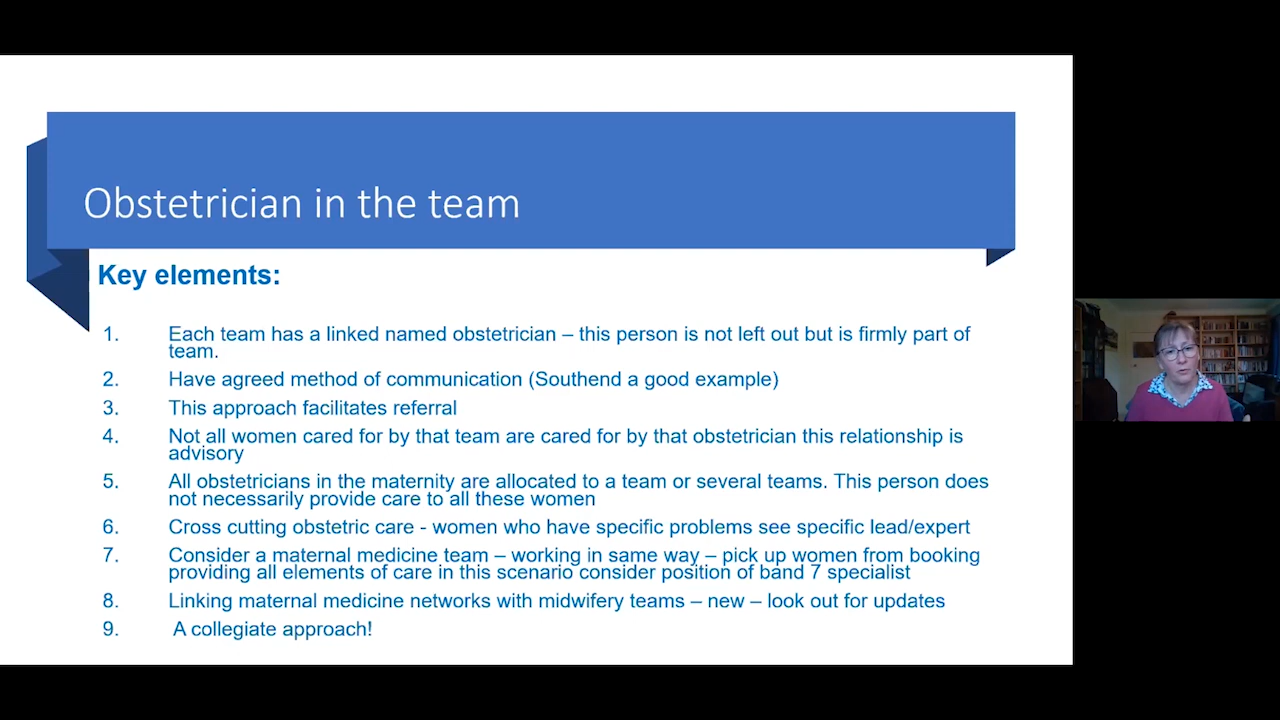 Obstetrician in the team
Key elements:
1. Each team has a linked named obstetrician – this person is not left out but is firmly part of
team.
2. Have agreed method of communication (Southend a good example)
3. This approach facilitates referral
4. Not all women cared for by that team are cared for by that obstetrician this relationship is
advisory
5. All obstetricians in the maternity are allocated to a team or several teams. This person does
not necessarily provide care to all these women
6. Cross cutting obstetric care - women who have specific problems see specific lead/expert
7. Consider a maternal medicine team – working in same way – pick up women from booking
providing all elements of care in this scenario consider position of band 7 specialist
8. Linking maternal medicine networks with midwifery teams – new – look out for updates
9. A collegiate approach!